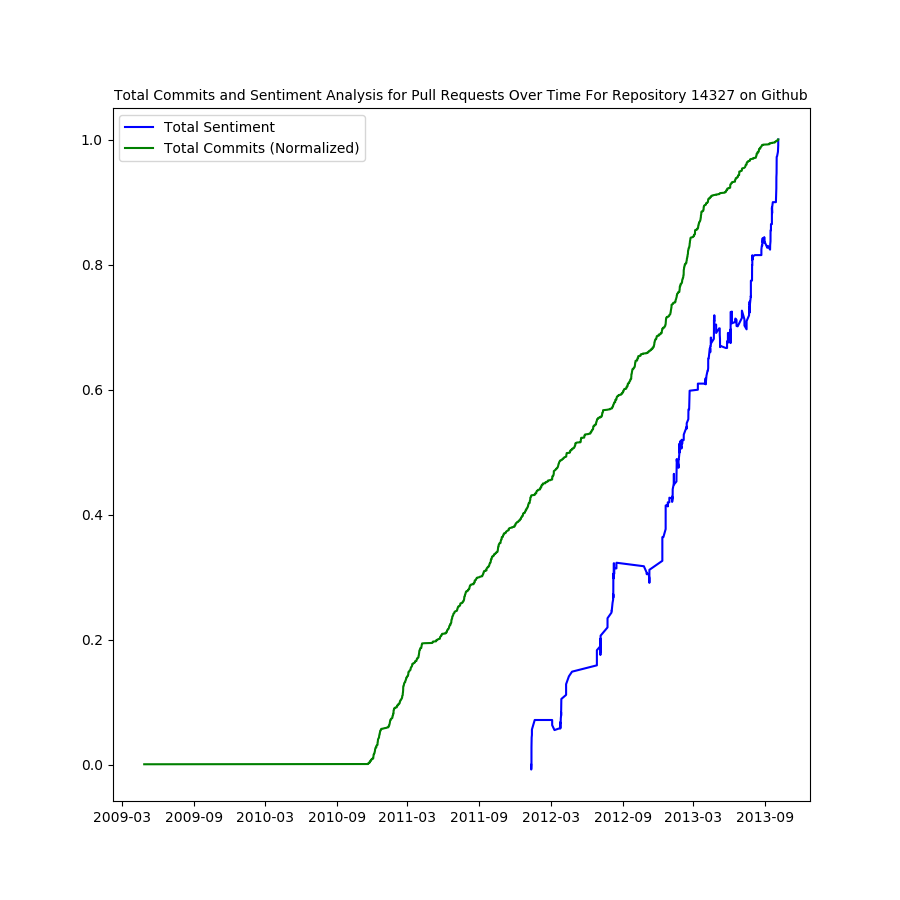 Total Commits and Sentiment Analysis for Pull Requests Over Time For Repository 14327 on Github
Total Sentiment
Total Commits (Normalized)
1.0
0.8
0.6
0.4
0.2
0.0
2009-03 2009-09 2010-03 2010-09 2011-03 2011-09 2012-03 2012-09 2013-03 2013-09